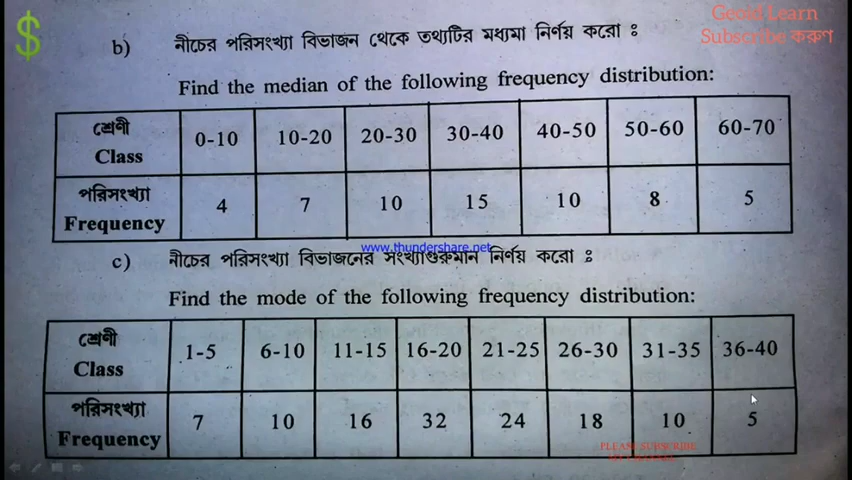 $
Geoid Learn
Subscribe করুণ
b) নীচের পরিসংখ্যা বিভাজন থেকে তথ্যটির মধ্যমা নির্ণয় করো ঃ
Find the median of the following frequency distribution:
শ্রেণী Class 0-10 10-20 20-30 30-40 40-50 50-60 60-70
পরিসংখ্যা Frequency 4 7 10 15 10 8 5
www.thundershare.net
c) নীচের পরিসংখ্যা বিভাজনের সংখ্যাগুরুমান নির্ণয় করো ঃ
Find the mode of the following frequency distribution:
শ্রেণী Class 1-5 6-10 11-15 16-20 21-25 26-30 31-35 36-40
পরিসংখ্যা Frequency 7 10 16 32 24 18 10 5
PLEASE SUBSCRIBE